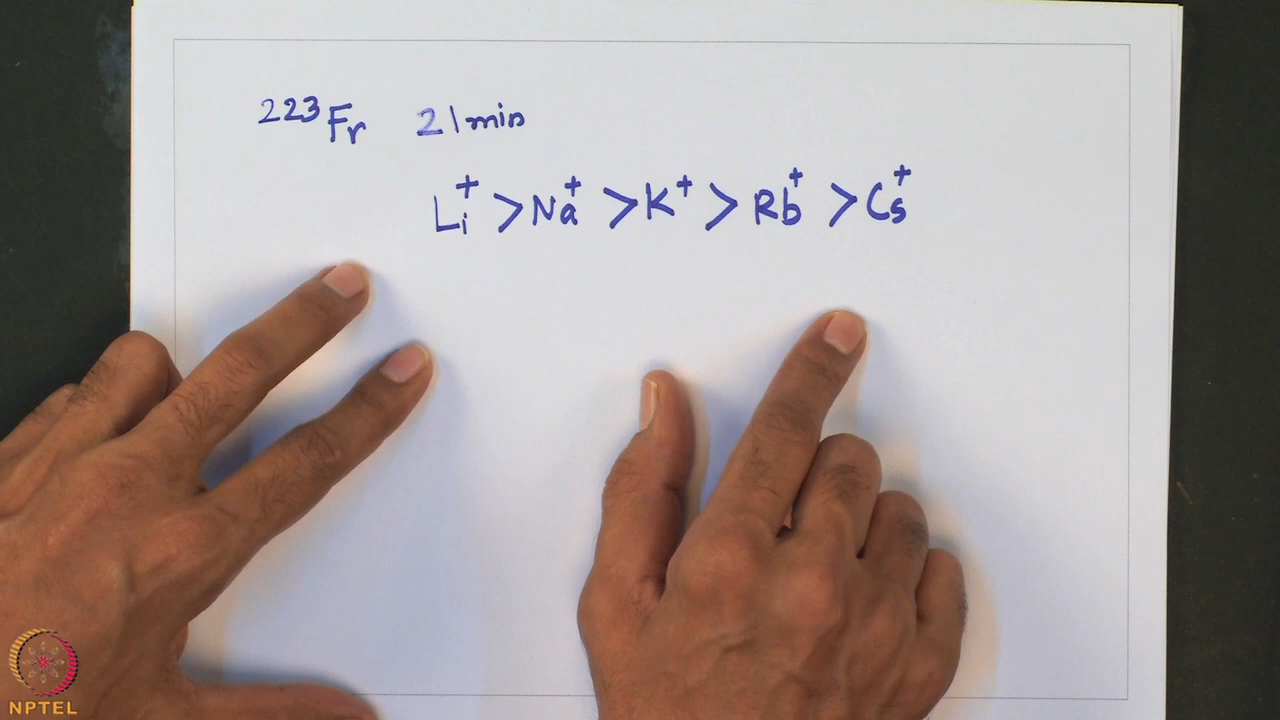 ²²³Fr 21 min
Li⁺ > Na⁺ > K⁺ > Rb⁺ > Cs⁺
NPTEL